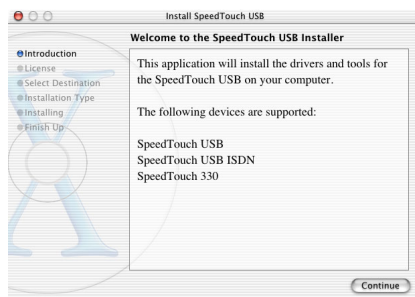 Install SpeedTouch USB
Welcome to the SpeedTouch USB Installer
Introduction
License
Select Destination
Installation Type
Installing
Finish Up
This application will install the drivers and tools for
the SpeedTouch USB on your computer.
The following devices are supported:
SpeedTouch USB
SpeedTouch USB ISDN
SpeedTouch 330
Continue